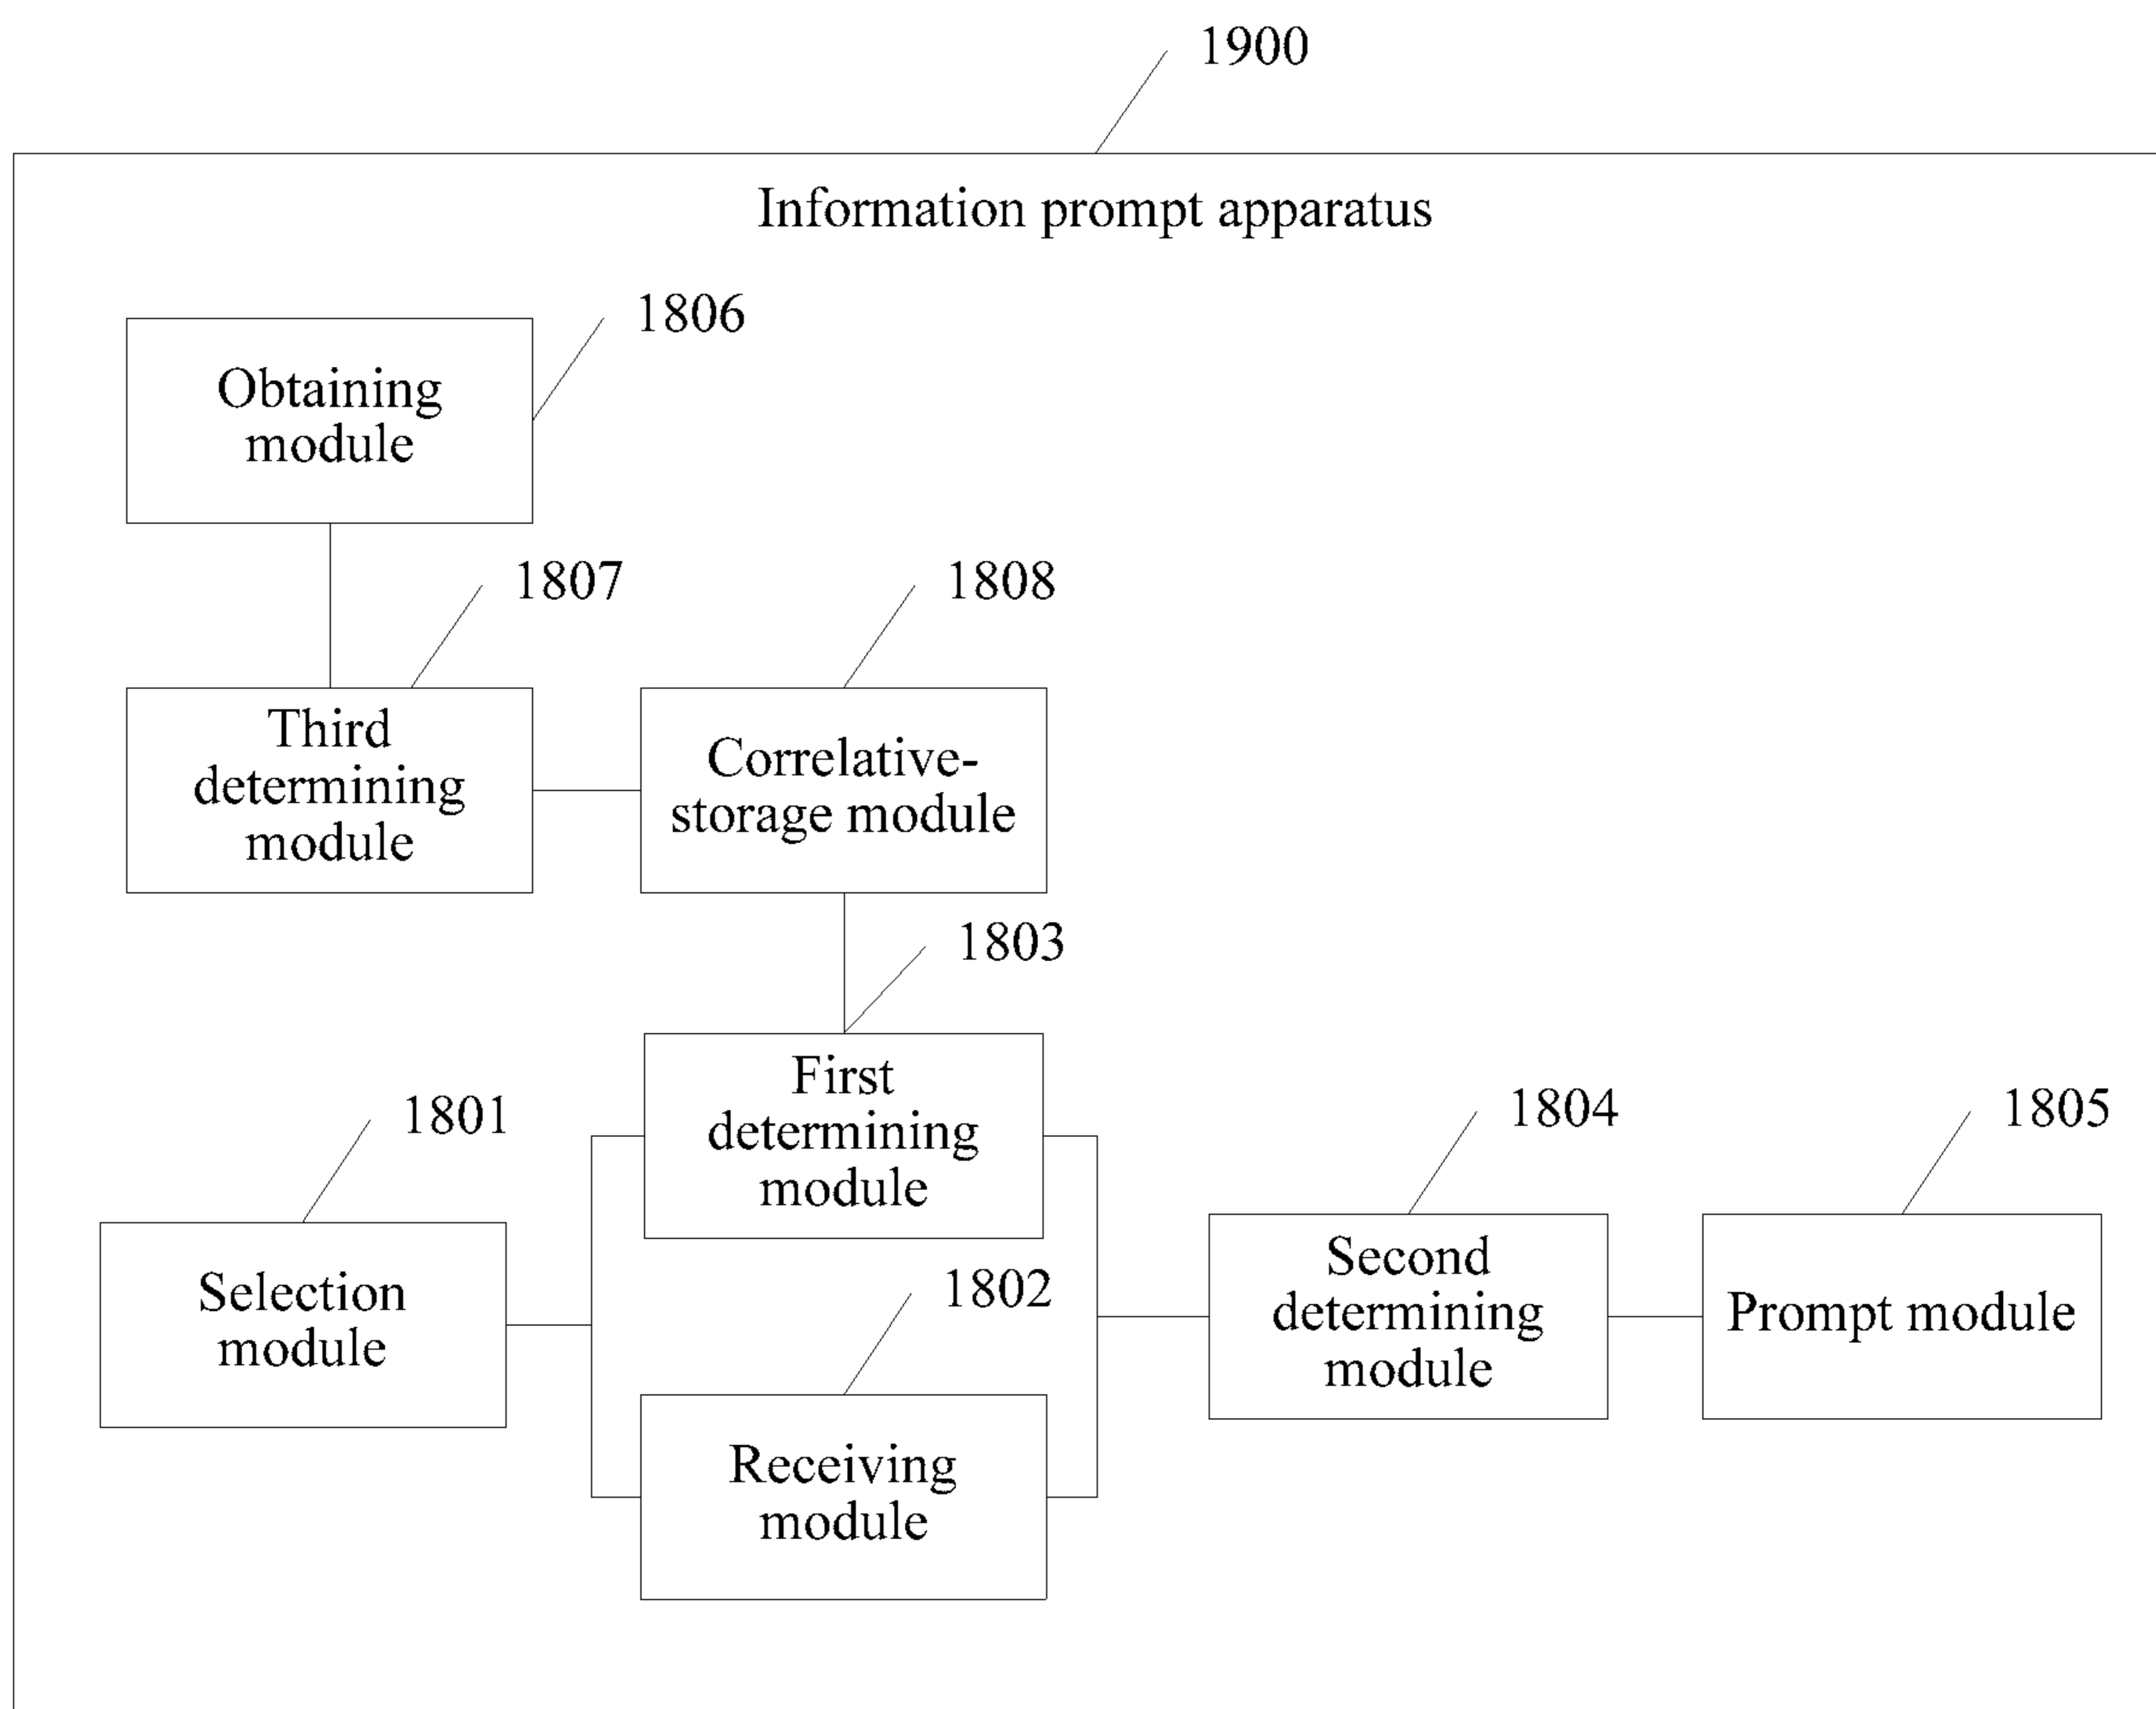 1900
Information prompt apparatus
1806
Obtaining
module
1807
1808
Third
determining
module
Correlative-
storage module
1803
First
determining
module
1801
1804
1805
Selection
module
1802
Second
determining
module
Prompt module
Receiving
module